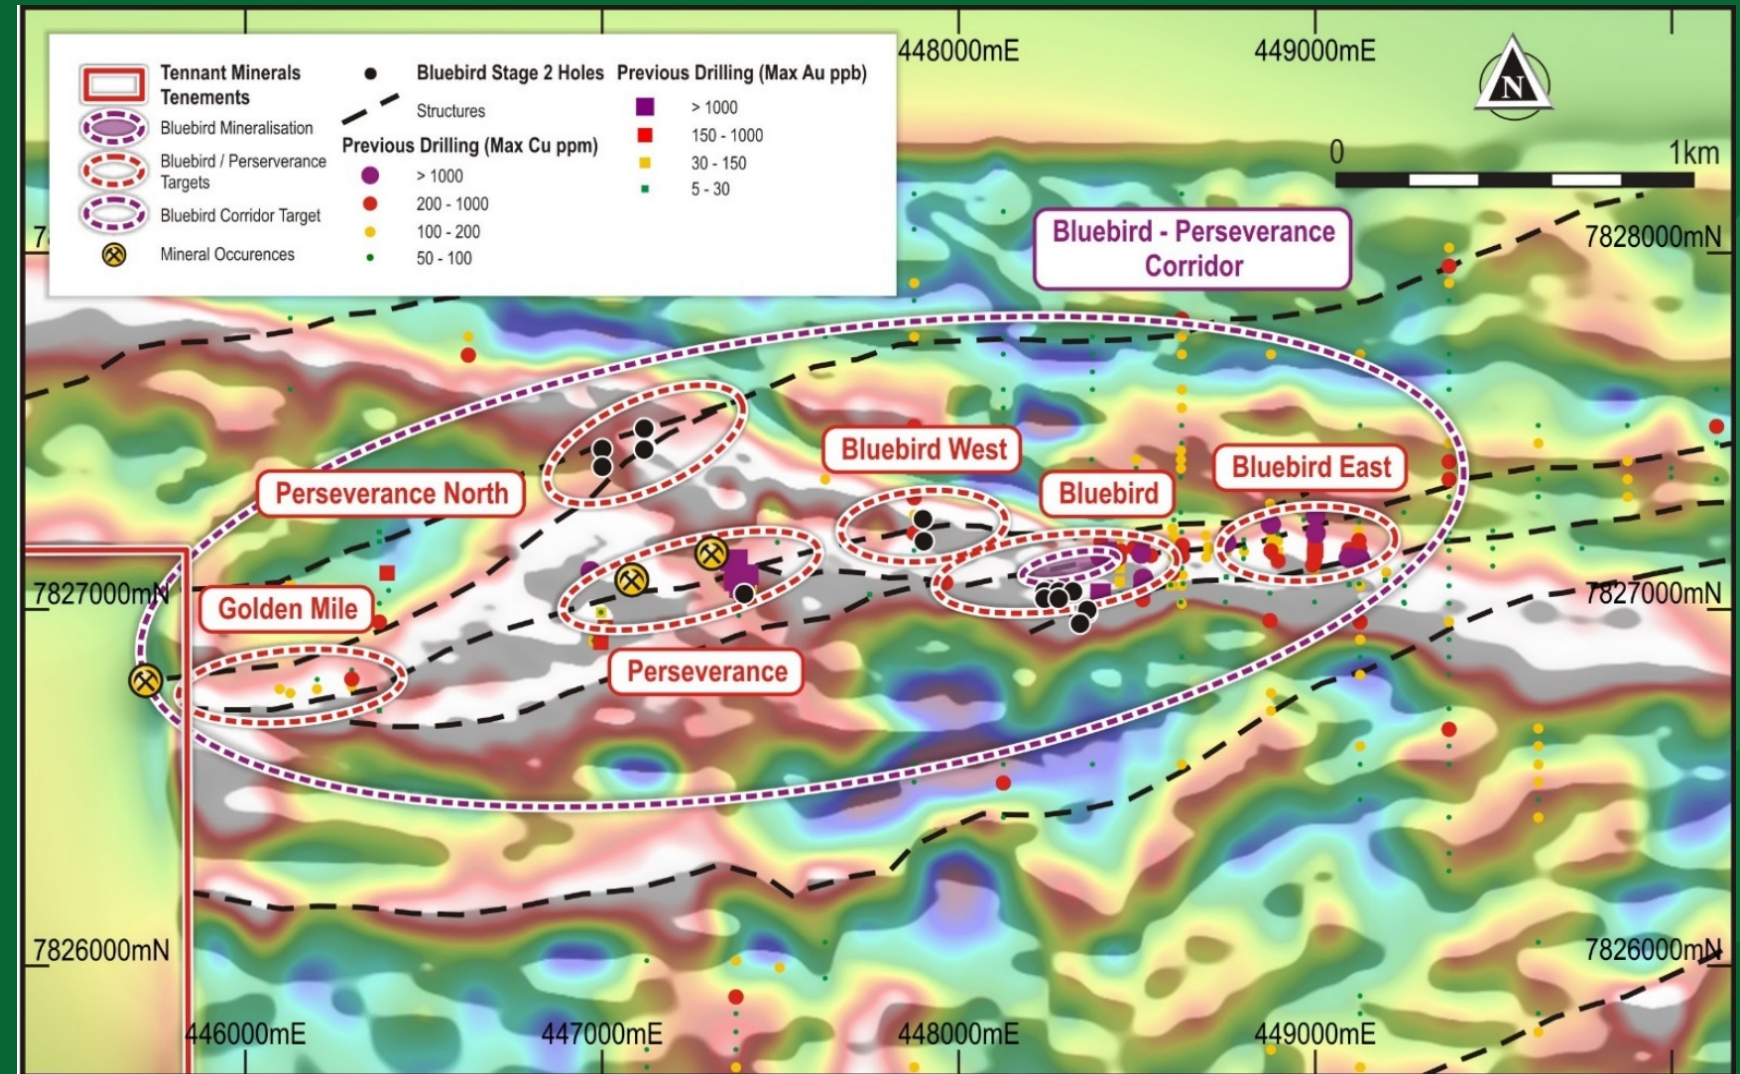 Tennant Minerals
Tenements
Bluebird Mineralisation
Bluebird / Perserverance
Targets
Bluebird Corridor Target
Mineral Occurences
Bluebird Stage 2 Holes
Structures
Previous Drilling (Max Cu ppm)
> 1000
200 - 1000
100 - 200
50 - 100
Previous Drilling (Max Au ppb)
> 1000
150 - 1000
30 - 150
5 - 30
448000mE
449000mE
N
0
1km
Bluebird - Perseverance
Corridor
78
7828000mN
Bluebird West
Bluebird
Bluebird East
Perseverance North
7827000mN
7827000mN
Golden Mile
Perseverance
7826000mN
7826000mN
446000mE
447000mE
448000mE
449000mE